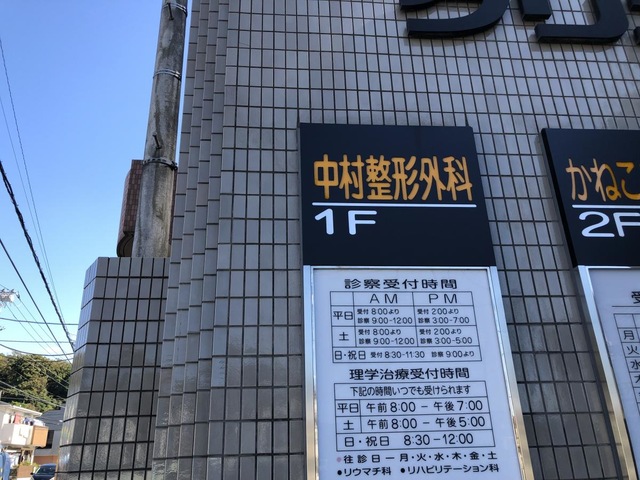 中村整形外科
1F
診察受付時間
AM PM
平日 受付 8:00より 受付 2:00より
診察 9:00-12:00 診察 3:00-7:00
土 受付 8:00より 受付 2:00より
診察 9:00-12:00 診察 3:00-5:00
日・祝日 受付 8:30-11:30 診察 9:00より
理学治療受付時間
下記の時間いつでも受けられます
平日 午前 8:00 － 午後 7:00
土 午前 8:00 － 午後 5:00
日・祝日 8:30-12:00
●往診日－月・火・水・木・金・土
●リウマチ科 ●リハビリテーション科
かねこ
2F
月
火
水